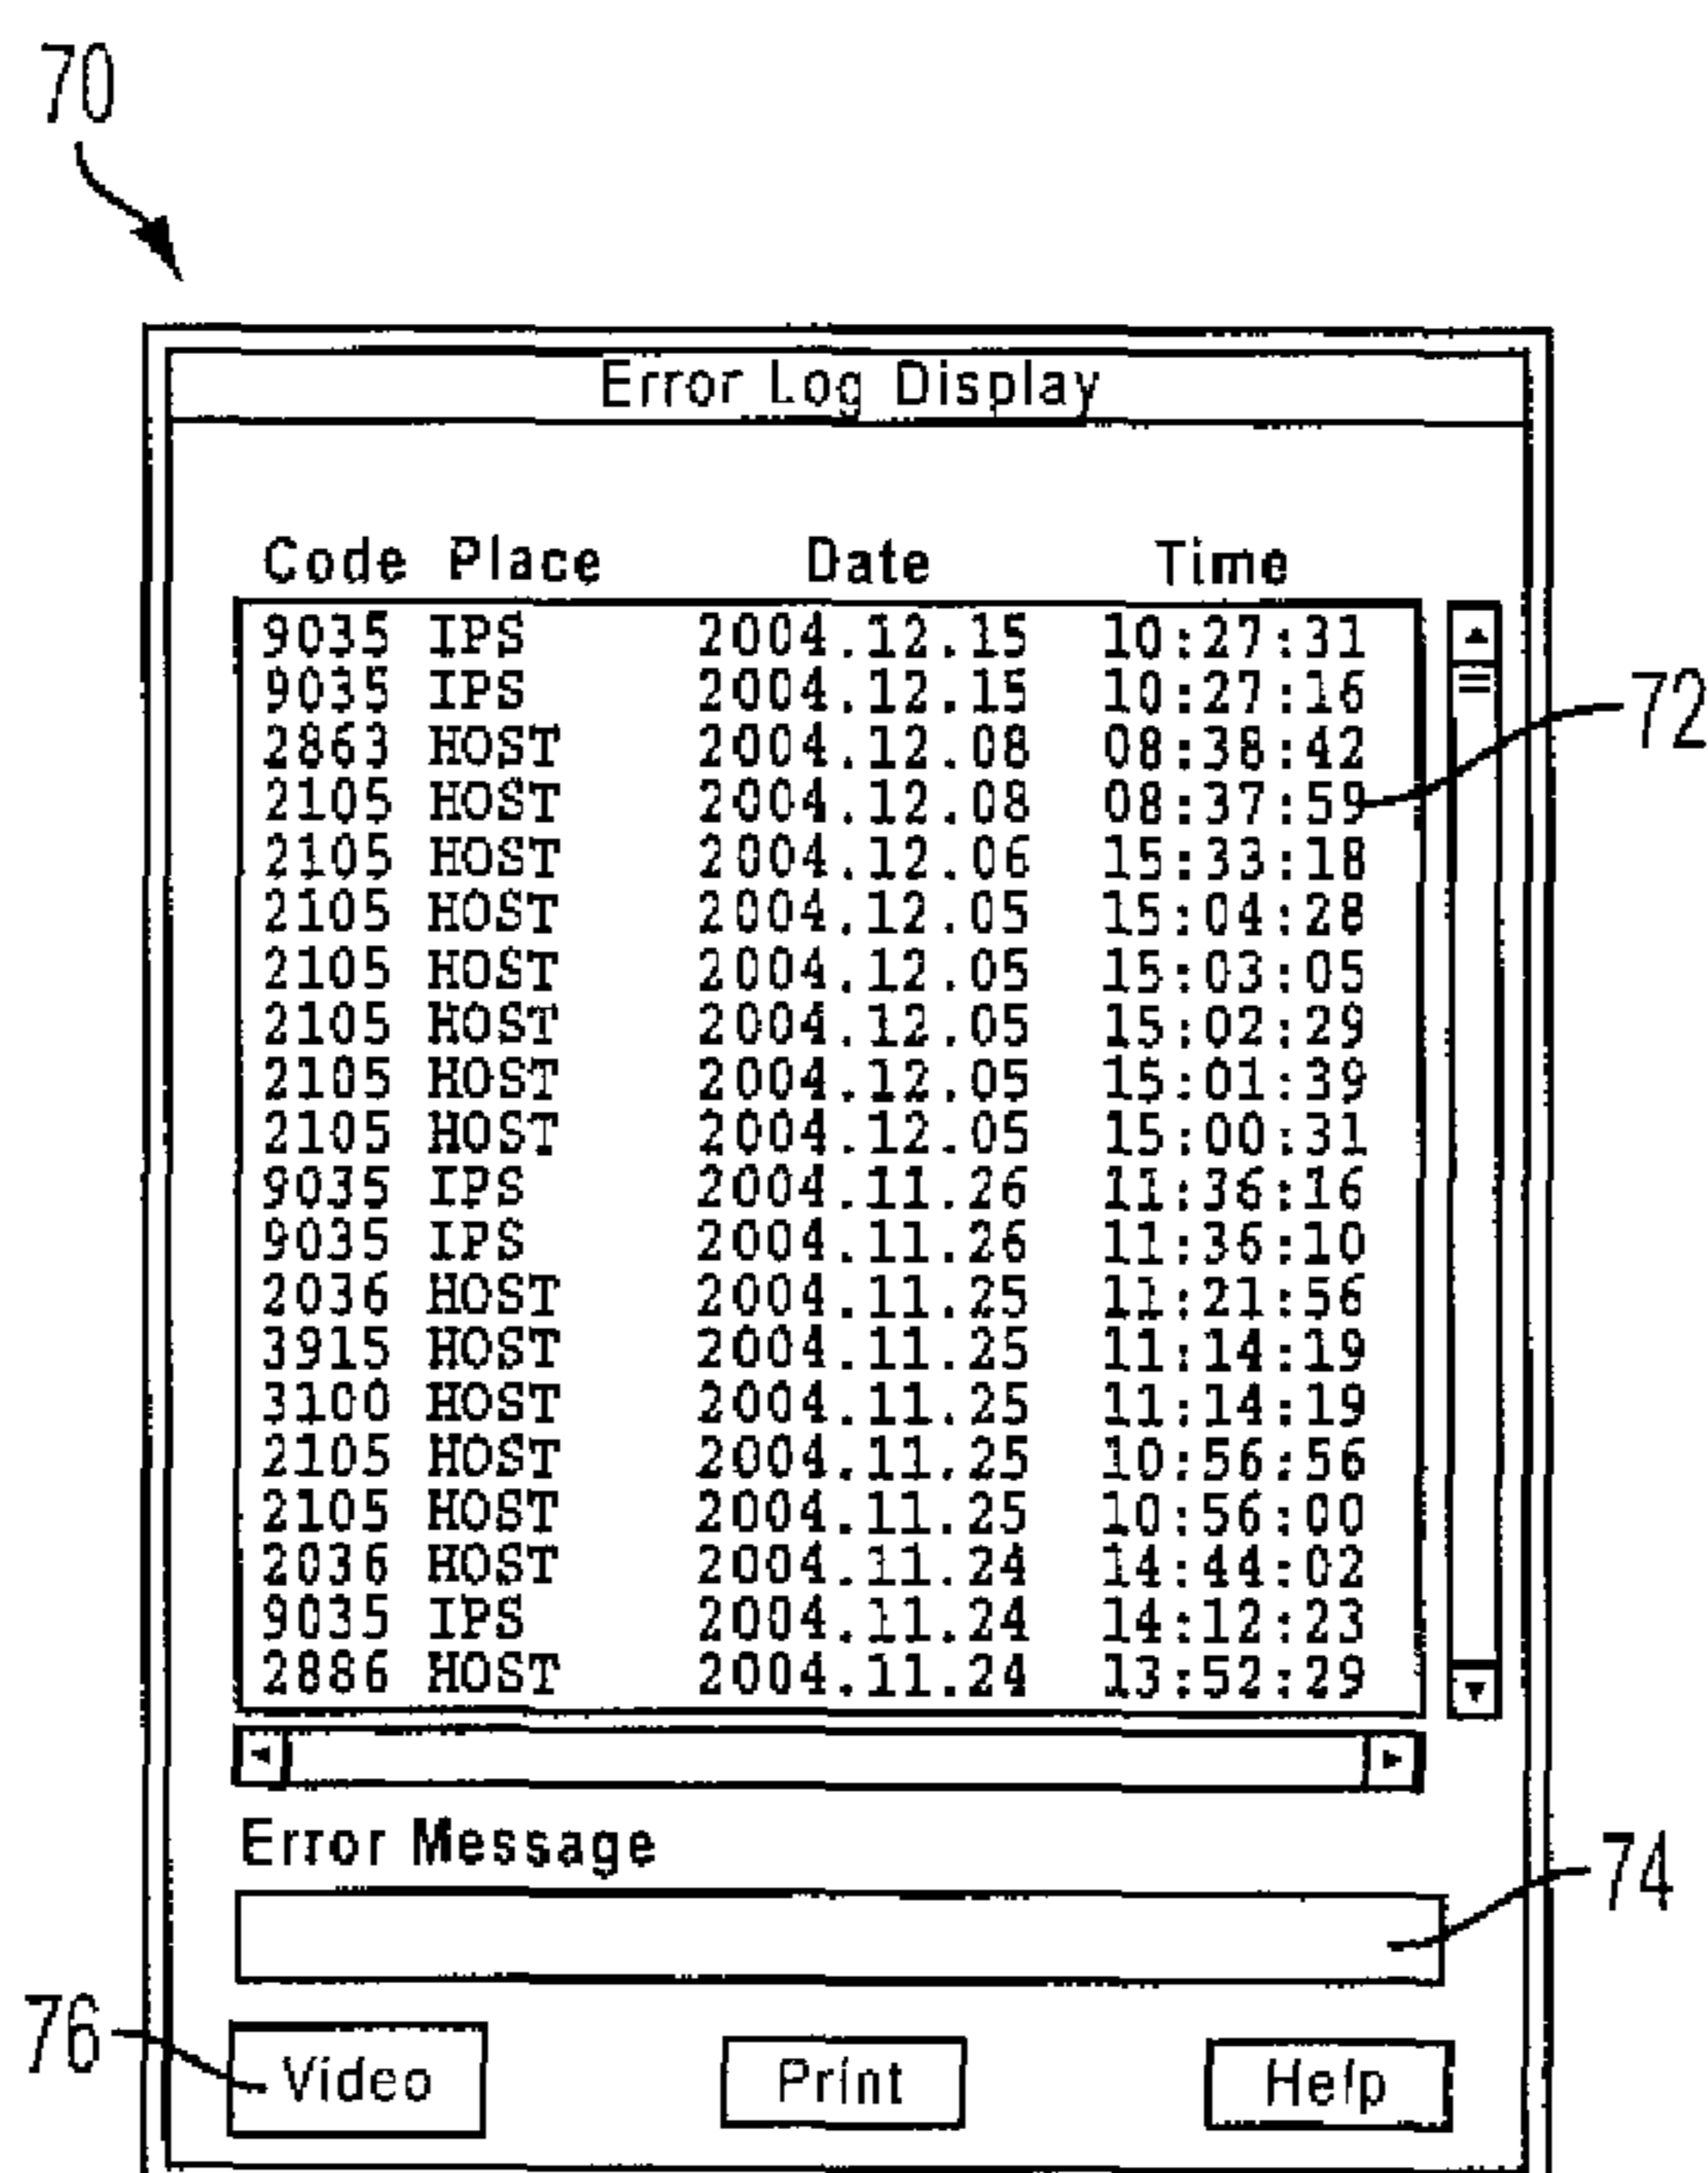 70
Error Log Display
Code Place Date Time
9035 IPS 2004.12.15 10:27:31
9035 IPS 2004.12.15 10:27:16
72
2863 HOST 2004.12.08 08:38:42
2105 HOST 2004.12.08 08:37:59
2105 HOST 2004.12.06 15:33:18
2105 HOST 2004.12.05 15:04:28
2105 HOST 2004.12.05 15:03:05
2105 HOST 2004.12.05 15:02:29
2105 HOST 2004.12.05 15:01:39
2105 HOST 2004.12.05 15:00:31
9035 IPS 2004.11.26 11:36:16
9035 IPS 2004.11.26 11:36:10
2036 HOST 2004.11.25 11:21:56
3915 HOST 2004.11.25 11:14:19
3100 HOST 2004.11.25 11:14:19
2105 HOST 2004.11.25 10:56:56
2105 HOST 2004.11.25 10:56:00
2036 HOST 2004.11.24 14:44:02
9035 IPS 2004.11.24 14:12:23
2886 HOST 2004.11.24 13:52:29
Error Message
74
76
Video Print Help